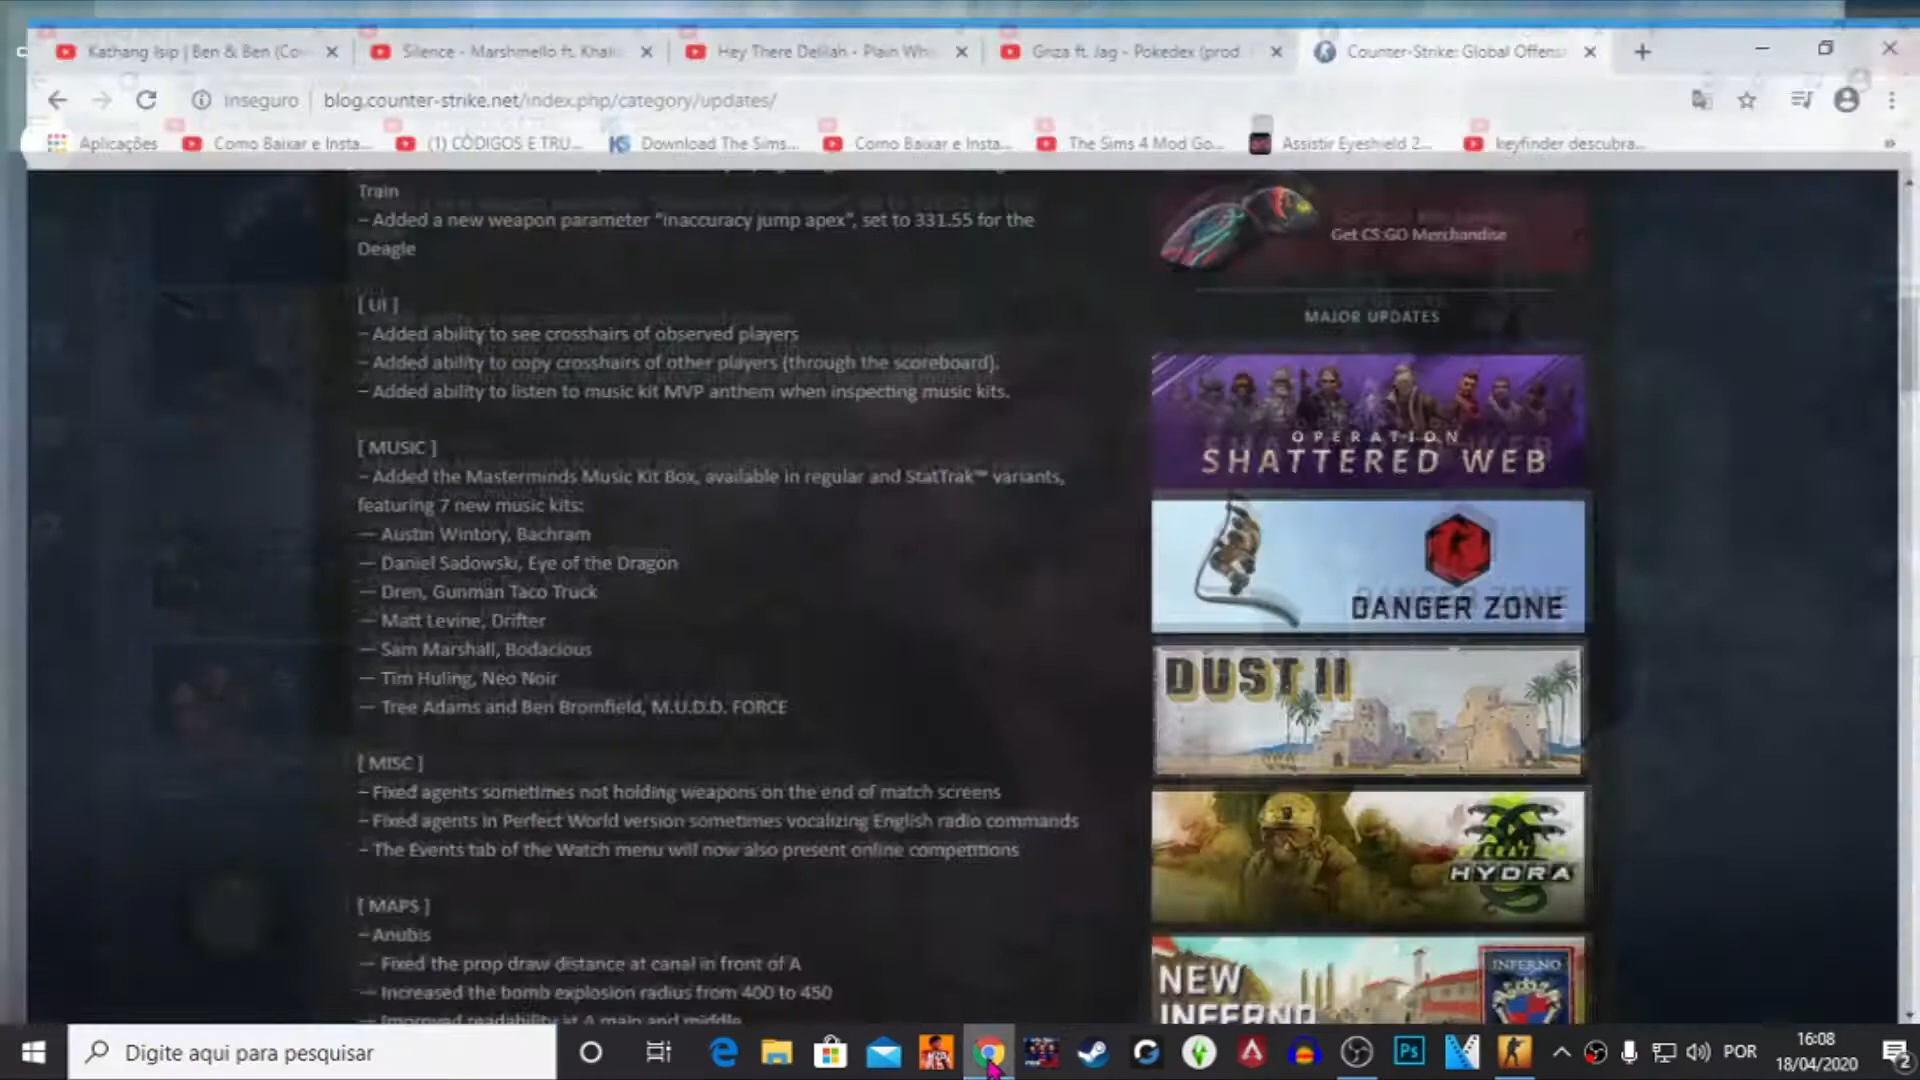 Kathang Isip | Ben & Ben (Co
Silence - Marshmello ft. Khali
Hey There Delilah - Plain Whi
Griza ft. Jag - Pokedex (prod.
Counter-Strike: Global Offens
Inseguro
blog.counter-strike.net/index.php/category/updates/
Aplicações
Como Baixar e Insta...
(1) CÓDIGOS E TRU...
Download The Sims...
Como Baixar e Insta...
The Sims 4 Mod Go...
Assistir Eyeshield 2...
keyfinder descubra...
Train
– Added a new weapon parameter "inaccuracy jump apex", set to 331.55 for the
Deagle
[ UI ]
– Added ability to see crosshairs of observed players
– Added ability to copy crosshairs of other players (through the scoreboard).
– Added ability to listen to music kit MVP anthem when inspecting music kits.
[ MUSIC ]
– Added the Masterminds Music Kit Box, available in regular and StatTrak™ variants,
featuring 7 new music kits:
— Austin Wintory, Bachram
— Daniel Sadowski, Eye of the Dragon
— Dren, Gunman Taco Truck
— Matt Levine, Drifter
— Sam Marshall, Bodacious
— Tim Huling, Neo Noir
— Tree Adams and Ben Bromfield, M.U.D.D. FORCE
[ MISC ]
– Fixed agents sometimes not holding weapons on the end of match screens
– Fixed agents in Perfect World version sometimes vocalizing English radio commands
– The Events tab of the Watch menu will now also present online competitions
[ MAPS ]
– Anubis
— Fixed the prop draw distance at canal in front of A
— Increased the bomb explosion radius from 400 to 450
— Improved readability at A main and middle
Get CS:GO Merchandise
MAJOR UPDATES
OPERATION
SHATTERED WEB
DANGER ZONE
DUST II
OPERATION
HYDRA
NEW
INFERNO
INFERNO
Digite aqui para pesquisar
Ps
POR
16:08
18/04/2020
2